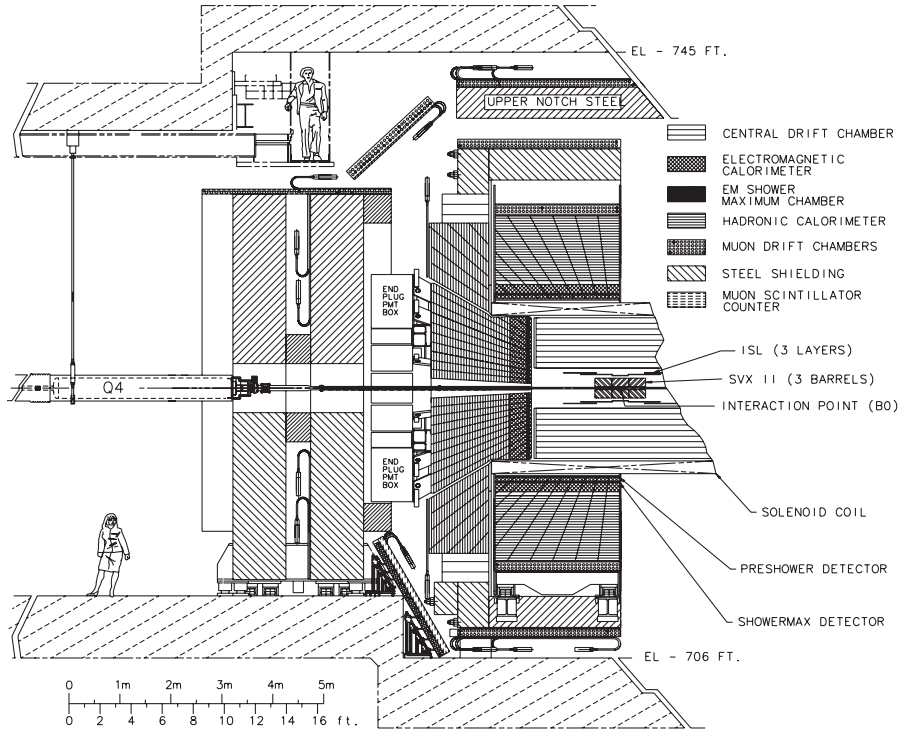 EL - 745 FT.
UPPER NOTCH STEEL
CENTRAL DRIFT CHAMBER
ELECTROMAGNETIC
CALORIMETER
EM SHOWER
MAXIMUM CHAMBER
HADRONIC CALORIMETER
MUON DRIFT CHAMBERS
STEEL SHIELDING
MUON SCINTILLATOR
COUNTER
END
PLUG
PMT
BOX
ISL (3 LAYERS)
Q4
SVX II (3 BARRELS)
INTERACTION POINT (B0)
END
PLUG
PMT
BOX
SOLENOID COIL
PRESHOWER DETECTOR
SHOWERMAX DETECTOR
EL - 706 FT.
0 1m 2m 3m 4m 5m
0 2 4 6 8 10 12 14 16 ft.